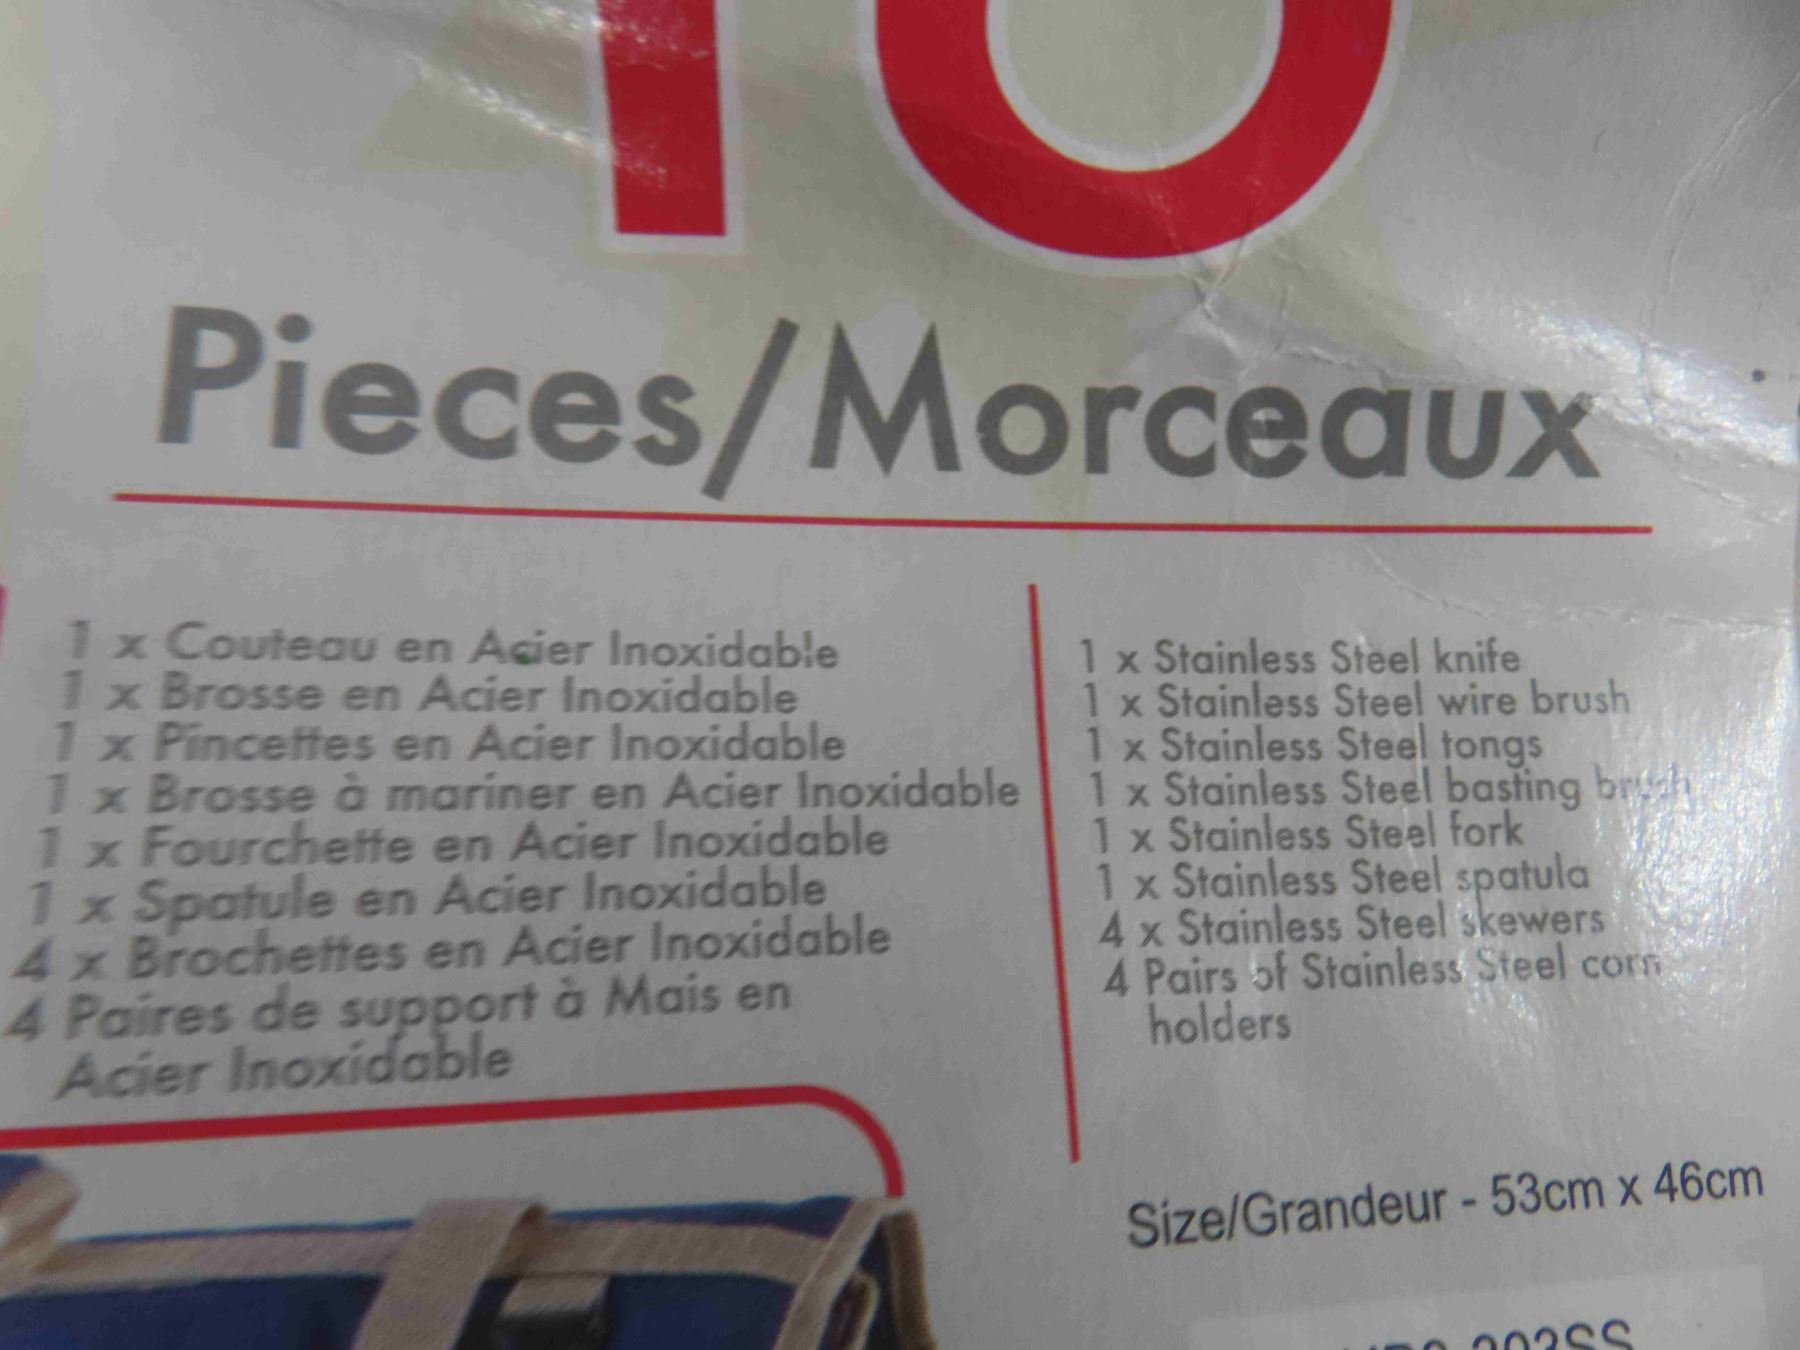 Pieces/Morceaux
1 x Couteau en Acier Inoxidable
1 x Brosse en Acier Inoxidable
1 x Pincettes en Acier Inoxidable
1 x Brosse à mariner en Acier Inoxidable
1 x Fourchette en Acier Inoxidable
1 x Spatule en Acier Inoxidable
4 x Brochettes en Acier Inoxidable
4 Paires de support à Mais en
Acier Inoxidable
1 x Stainless Steel knife
1 x Stainless Steel wire brush
1 x Stainless Steel tongs
1 x Stainless Steel basting brush
1 x Stainless Steel fork
1 x Stainless Steel spatula
4 x Stainless Steel skewers
4 Pairs of Stainless Steel corn
holders
Size/Grandeur - 53cm x 46cm